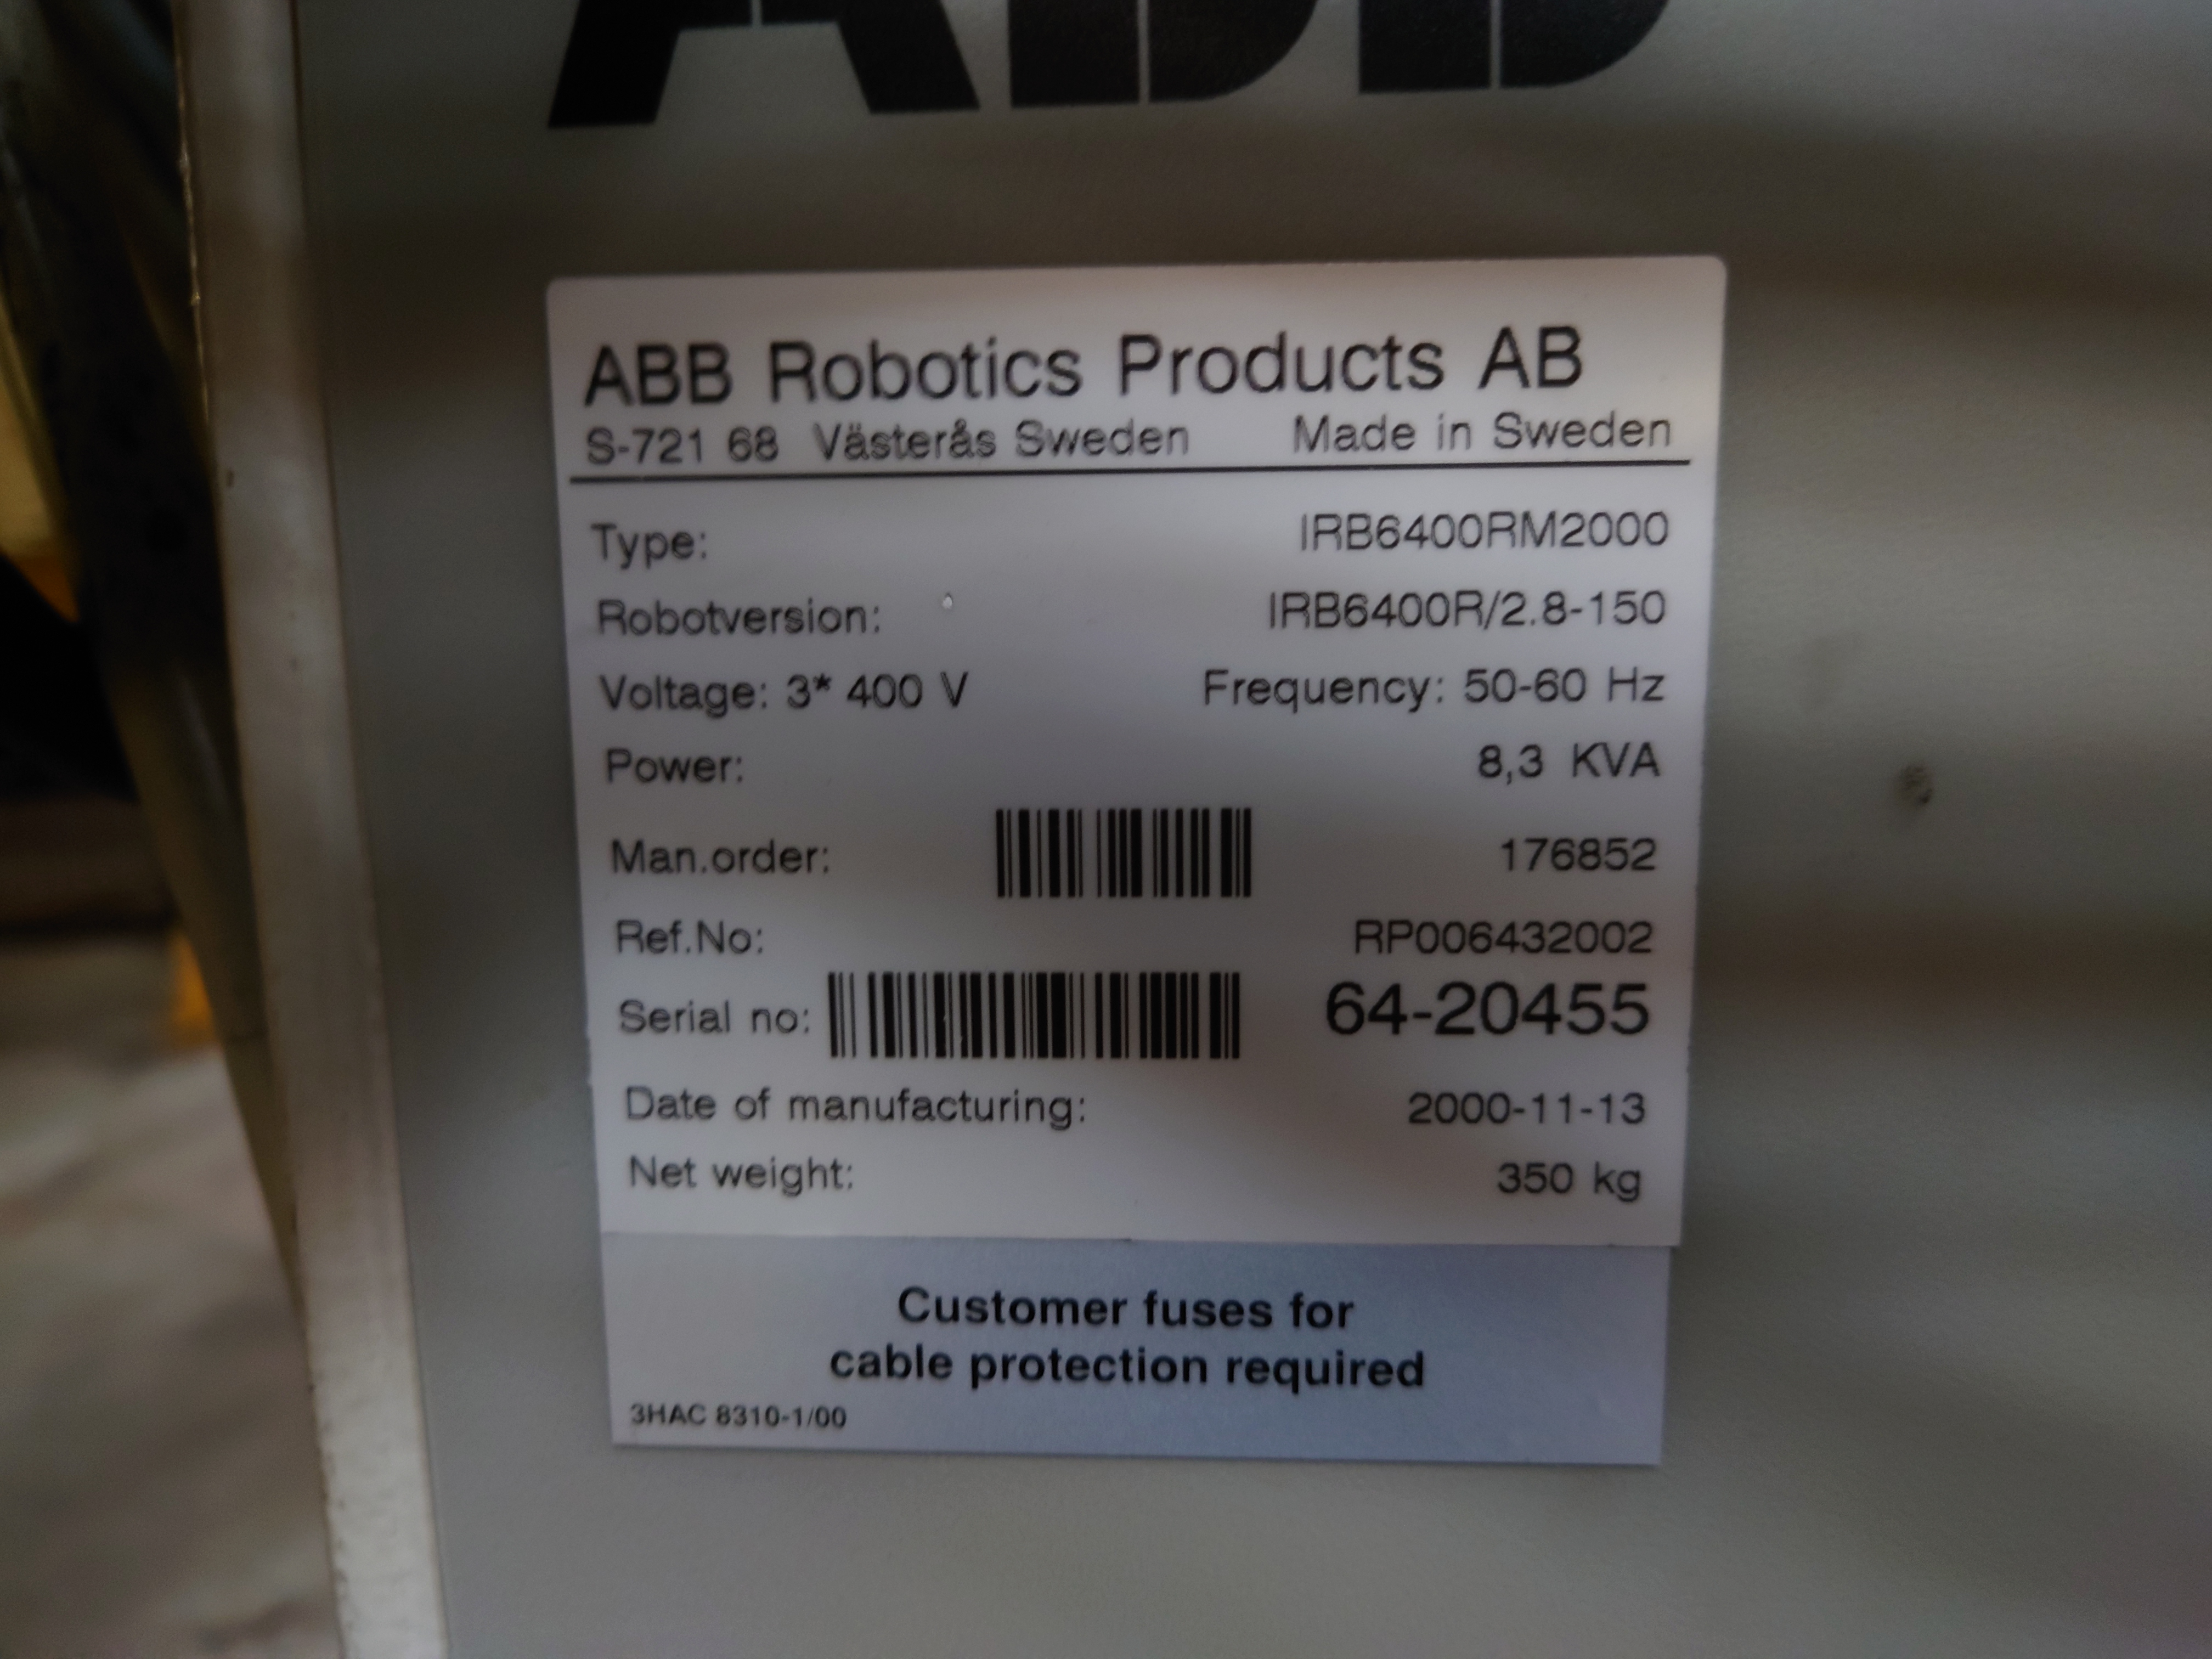 ABB
ABB Robotics Products AB
S-721 68 Västerås Sweden Made in Sweden
Type: IRB6400RM2000
Robotversion: IRB6400R/2.8-150
Voltage: 3* 400 V Frequency: 50-60 Hz
Power: 8,3 KVA
Man.order: 176852
Ref.No: RP006432002
Serial no: 64-20455
Date of manufacturing: 2000-11-13
Net weight: 350 kg
Customer fuses for
cable protection required
3HAC 8310-1/00